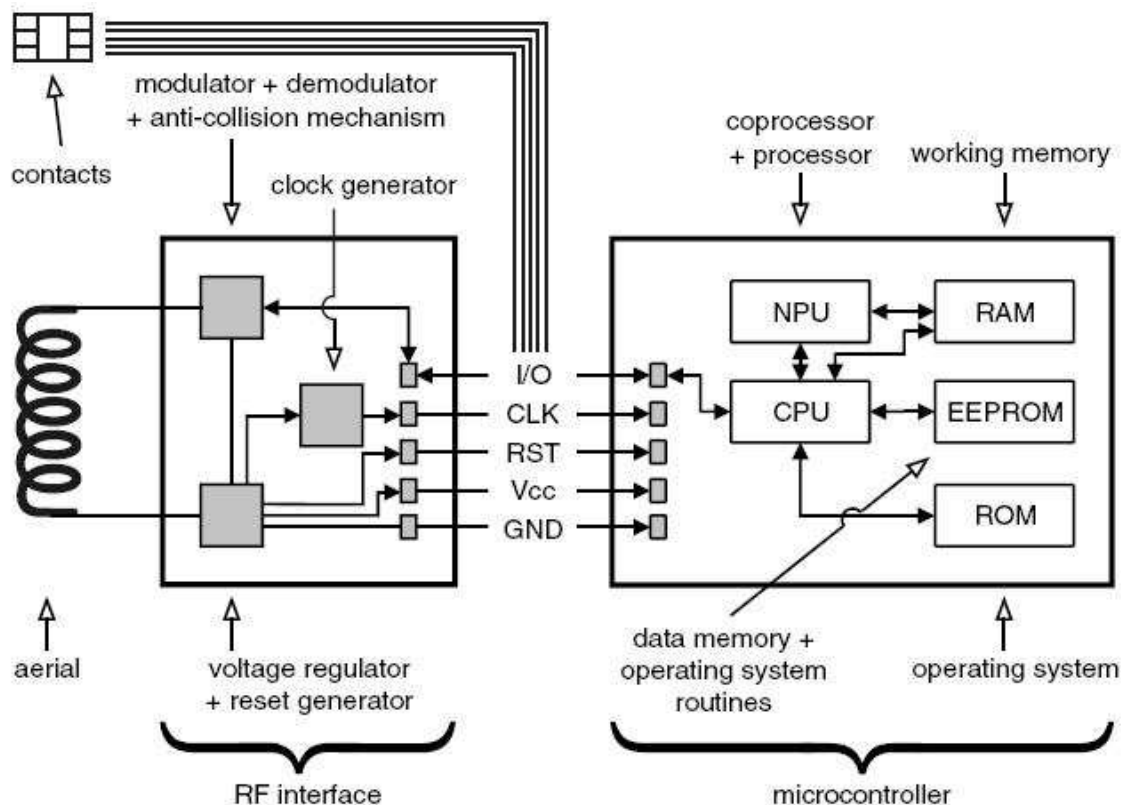 modulator + demodulator
+ anti-collision mechanism
contacts
clock generator
coprocessor
+ processor
working memory
NPU
RAM
I/O
CLK
CPU
EEPROM
RST
Vcc
GND
ROM
aerial
voltage regulator
+ reset generator
data memory +
operating system
routines
operating system
RF interface
microcontroller